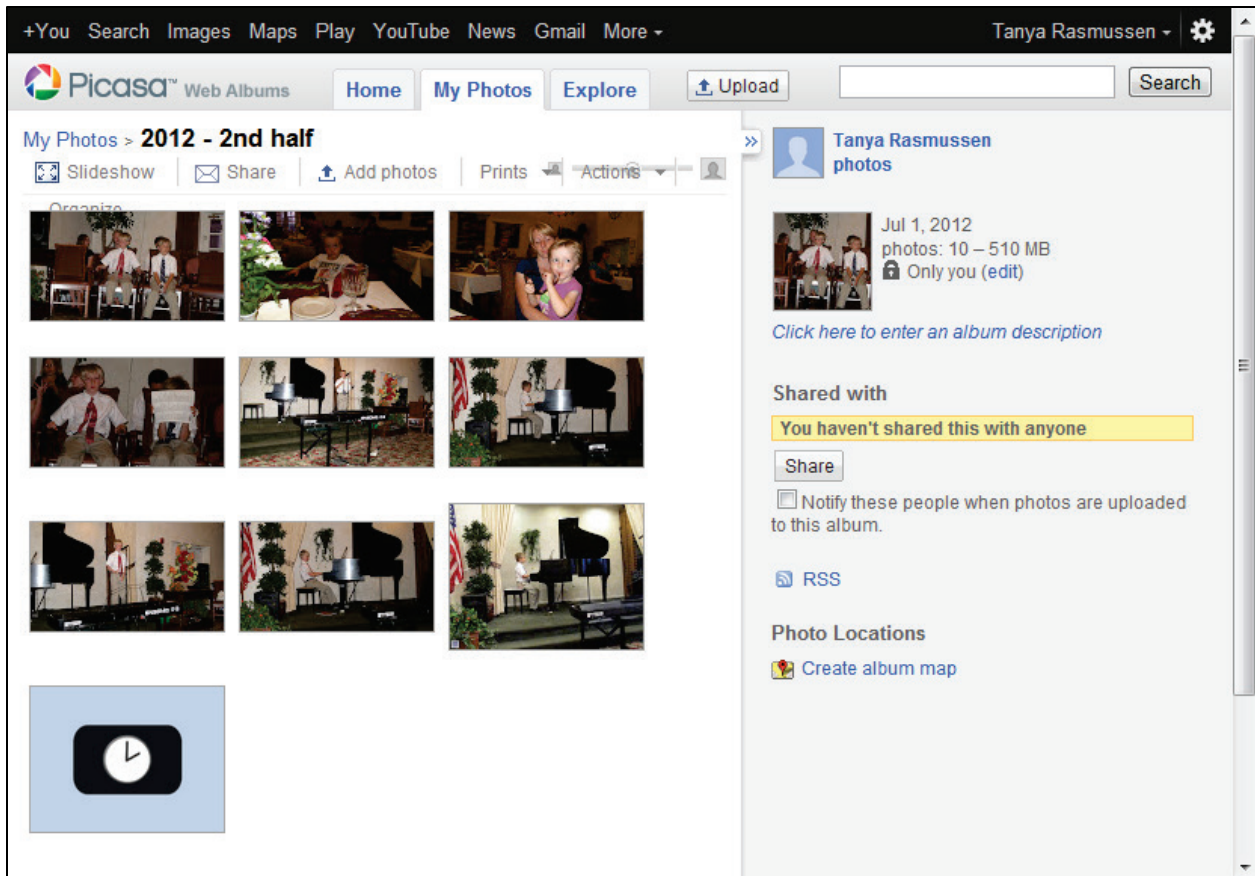 +You Search Images Maps Play YouTube News Gmail More
Tanya Rasmussen
Picasa™ Web Albums
Home
My Photos
Explore
Upload
Search
My Photos > 2012 - 2nd half
Slideshow
Share
Add photos
Prints
Actions
Organize
»
Tanya Rasmussen
photos
Jul 1, 2012
photos: 10 – 510 MB
Only you (edit)
Click here to enter an album description
Shared with
You haven't shared this with anyone
Share
Notify these people when photos are uploaded
to this album.
RSS
Photo Locations
Create album map